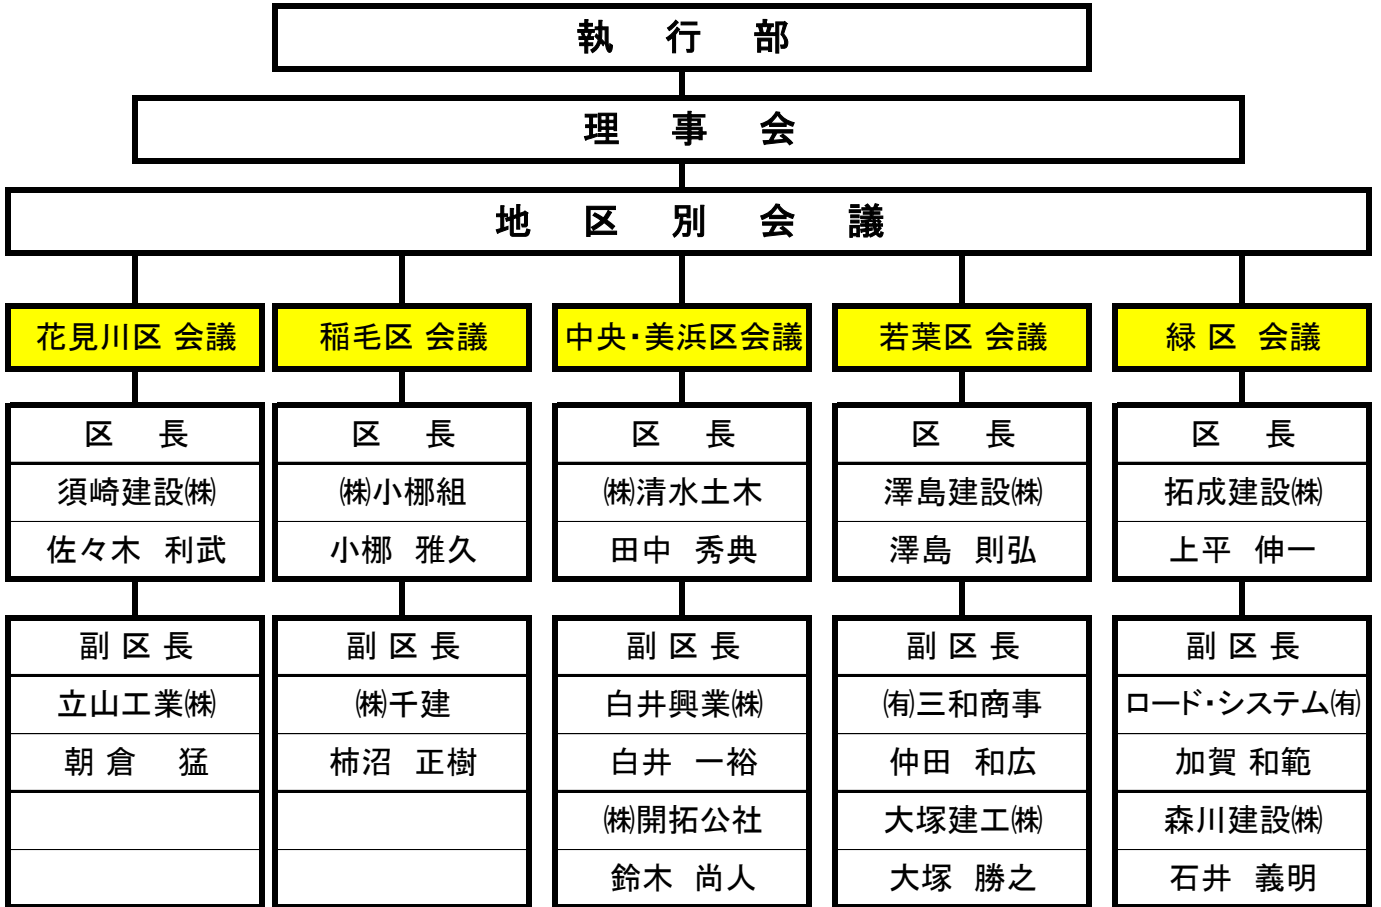 執 行 部
理 事 会
地 区 別 会 議
花見川区 会議
稲毛区 会議
中央・美浜区会議
若葉区 会議
緑 区 会議
区 長
須崎建設㈱
佐々木 利武
区 長
㈱小梛組
小梛 雅久
区 長
㈱清水土木
田中 秀典
区 長
澤島建設㈱
澤島 則弘
区 長
拓成建設㈱
上平 伸一
副 区 長
立山工業㈱
朝 倉 猛
副 区 長
㈱千建
柿沼 正樹
副 区 長
白井興業㈱
白井 一裕
㈱開拓公社
鈴木 尚人
副 区 長
㈲三和商事
仲田 和広
大塚建工㈱
大塚 勝之
副 区 長
ロード・システム㈲
加賀 和範
森川建設㈱
石井 義明